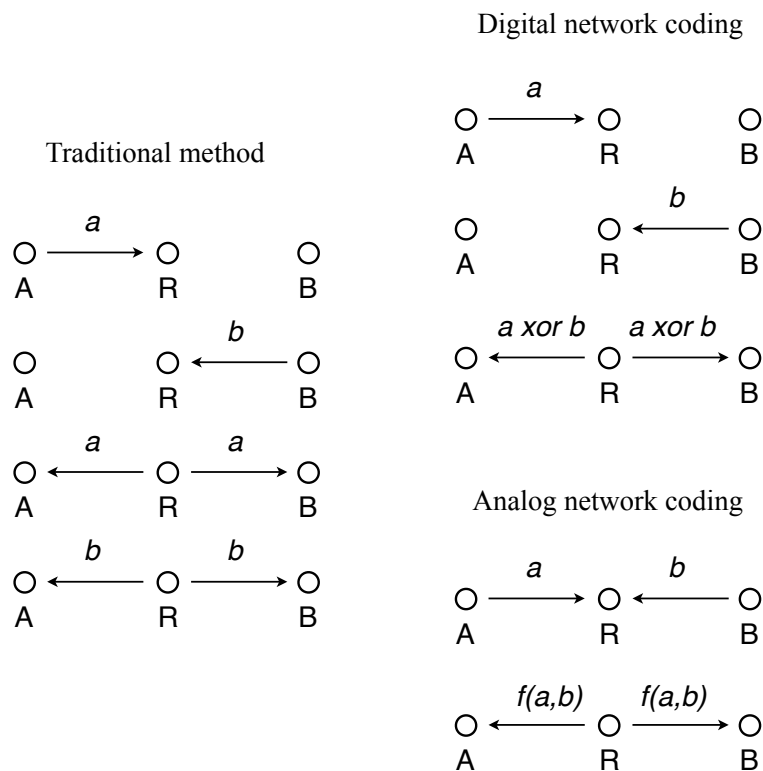 Traditional method
a
A R B
b
A R B
a a
A R B
b b
A R B
Digital network coding
a
A R B
b
A R B
a xor b a xor b
A R B
Analog network coding
a b
A R B
f(a,b) f(a,b)
A R B